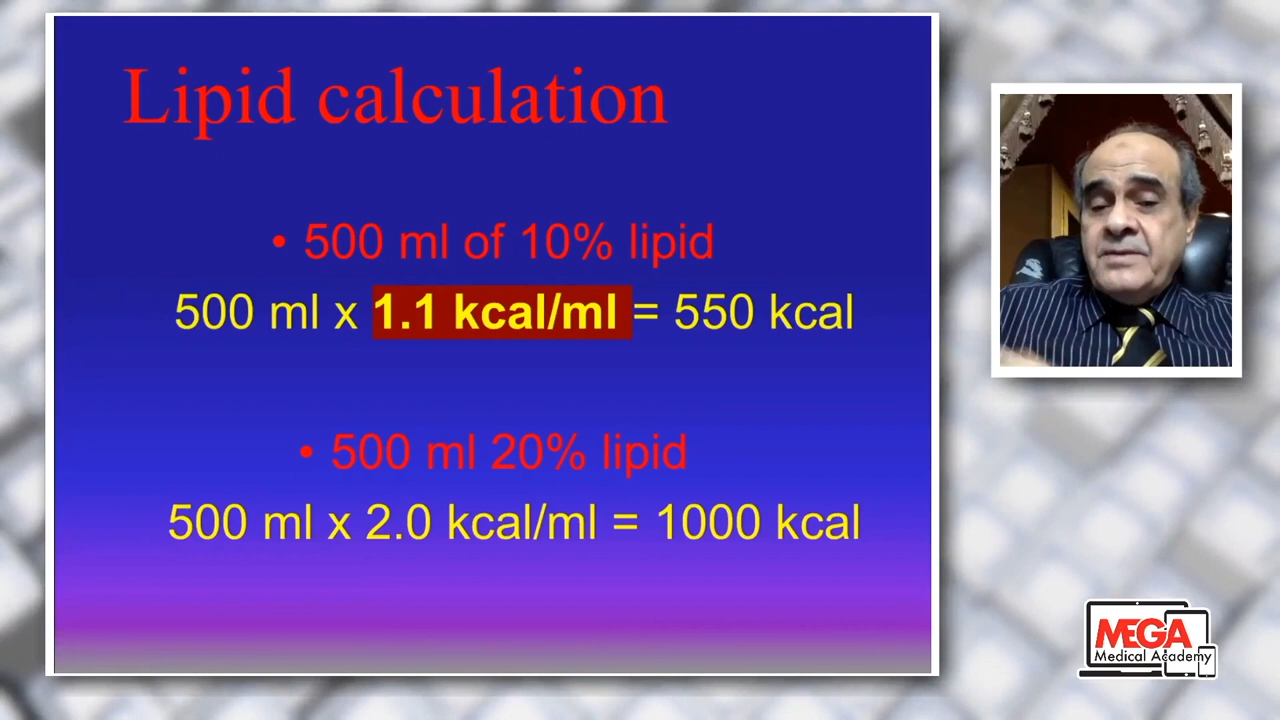 Lipid calculation
• 500 ml of 10% lipid
500 ml x 1.1 kcal/ml = 550 kcal
• 500 ml 20% lipid
500 ml x 2.0 kcal/ml = 1000 kcal
MEGA
Medical Academy